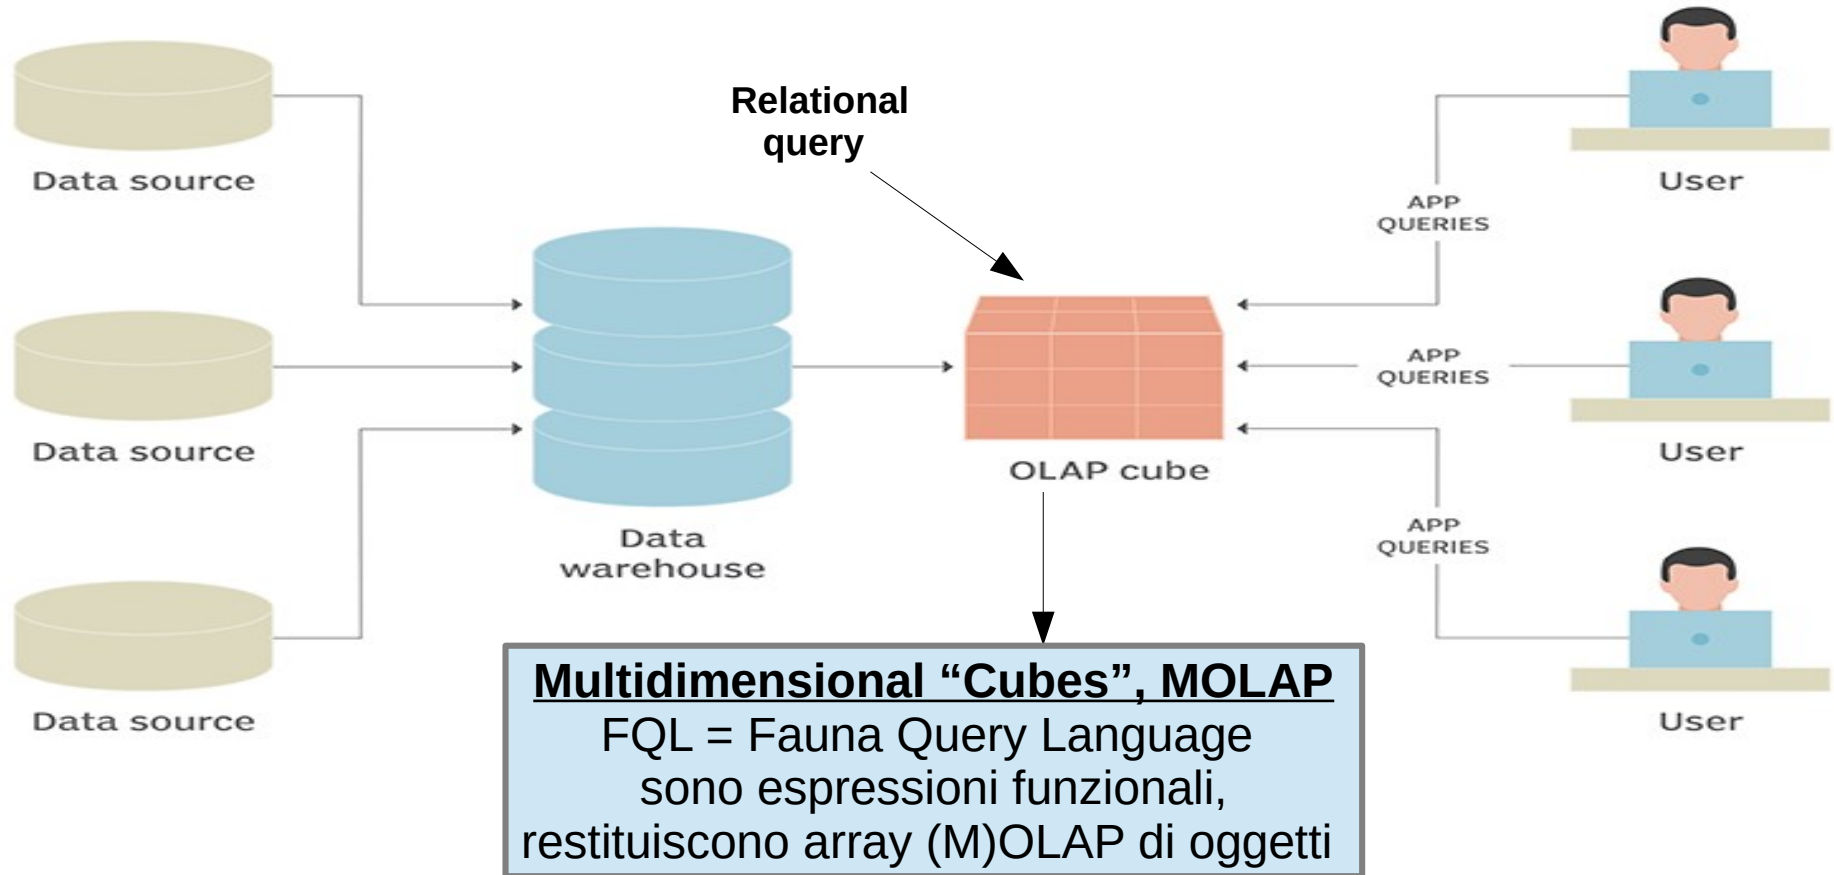 Relational
query
Data source
Data source
Data source
Data
warehouse
OLAP cube
APP
QUERIES
APP
QUERIES
APP
QUERIES
User
User
User
Multidimensional “Cubes”, MOLAP
FQL = Fauna Query Language
sono espressioni funzionali,
restituiscono array (M)OLAP di oggetti